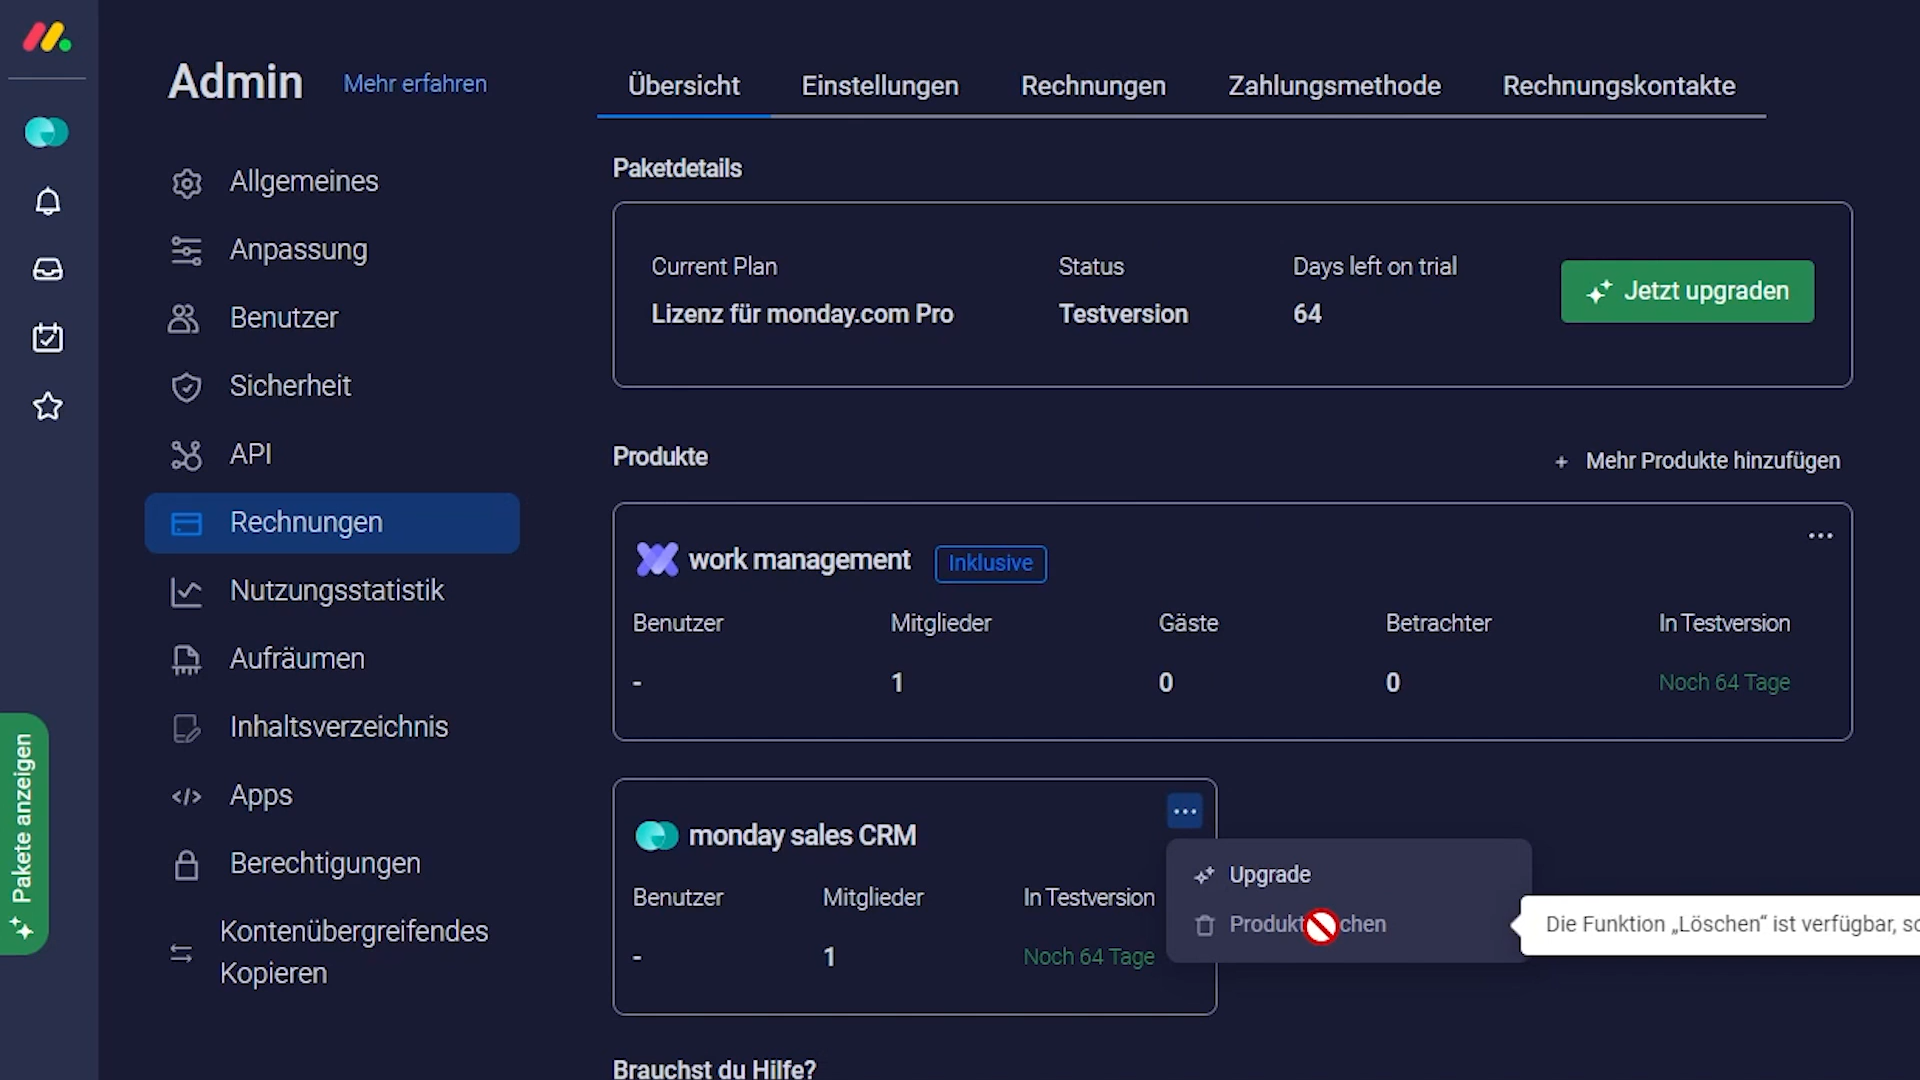 Admin
Mehr erfahren
Allgemeines
Anpassung
Benutzer
Sicherheit
API
Rechnungen
Nutzungsstatistik
Aufräumen
Inhaltsverzeichnis
Apps
Berechtigungen
Kontenübergreifendes
Kopieren
Pakete anzeigen
Übersicht
Einstellungen
Rechnungen
Zahlungsmethode
Rechnungskontakte
Paketdetails
Current Plan
Lizenz für monday.com Pro
Status
Testversion
Days left on trial
64
Jetzt upgraden
Produkte
+ Mehr Produkte hinzufügen
work management
Inklusive
Benutzer
Mitglieder
Gäste
Betrachter
In Testversion
-
1
0
0
Noch 64 Tage
monday sales CRM
Benutzer
Mitglieder
In Testversion
-
1
Noch 64 Tage
Upgrade
Produkt chen
Die Funktion „Löschen“ ist verfügbar,
Brauchst du Hilfe?